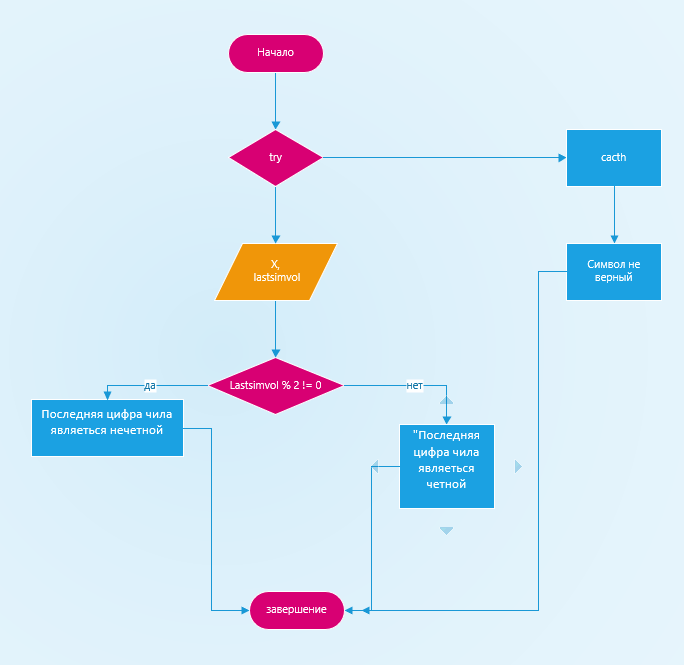 Начало
try
cacth
X,
lastsimvol
Символ не
верный
Lastsimvol % 2 != 0
да
нет
Последняя цифра чила
являеться нечетной
"Последняя
цифра чила
являеться
четной
завершение